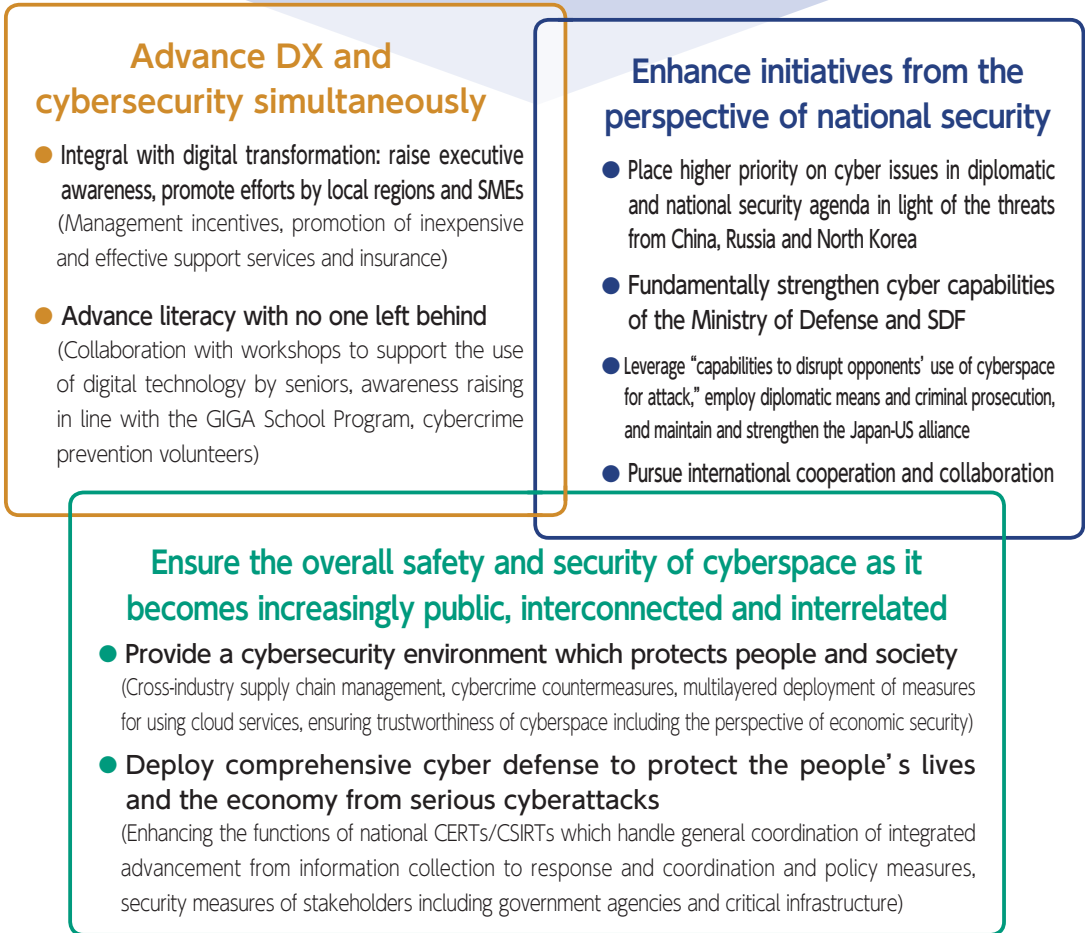 Advance DX and
cybersecurity simultaneously
● Integral with digital transformation: raise executive
awareness, promote efforts by local regions and SMEs
(Management incentives, promotion of inexpensive
and effective support services and insurance)
● Advance literacy with no one left behind
(Collaboration with workshops to support the use
of digital technology by seniors, awareness raising
in line with the GIGA School Program, cybercrime
prevention volunteers)
Enhance initiatives from the
perspective of national security
● Place higher priority on cyber issues in diplomatic
and national security agenda in light of the threats
from China, Russia and North Korea
● Fundamentally strengthen cyber capabilities
of the Ministry of Defense and SDF
● Leverage “capabilities to disrupt opponents’ use of cyberspace
for attack,” employ diplomatic means and criminal prosecution,
and maintain and strengthen the Japan-US alliance
● Pursue international cooperation and collaboration
Ensure the overall safety and security of cyberspace as it
becomes increasingly public, interconnected and interrelated
● Provide a cybersecurity environment which protects people and society
(Cross-industry supply chain management, cybercrime countermeasures, multilayered deployment of measures
for using cloud services, ensuring trustworthiness of cyberspace including the perspective of economic security)
● Deploy comprehensive cyber defense to protect the people’s lives
and the economy from serious cyberattacks
(Enhancing the functions of national CERTs/CSIRTs which handle general coordination of integrated
advancement from information collection to response and coordination and policy measures,
security measures of stakeholders including government agencies and critical infrastructure)